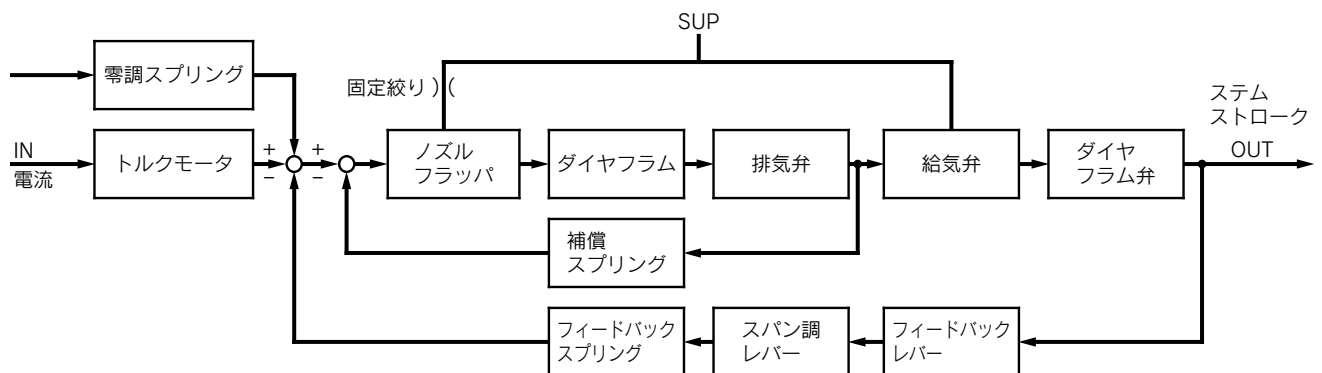 SUP
零調スプリング
固定絞り ) (
ステム
ストローク
IN
電流
トルクモータ
+
−
+
−
ノズル
フラッパ
ダイヤフラム
排気弁
給気弁
ダイヤ
フラム弁
OUT
補償
スプリング
フィードバック
スプリング
スパン調
レバー
フィードバック
レバー